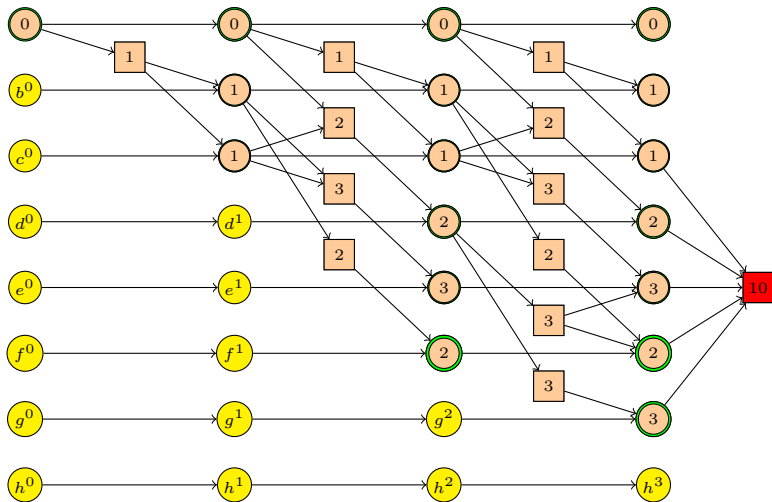 0 0 0 0
1 1 1
b⁰ 1 1 1
2 2
c⁰ 1 1 1
3 3
d⁰ d¹ 2 2
2 2
e⁰ e¹ 3 3 10
3
f⁰ f¹ 2 2
3
g⁰ g¹ g² 3
h⁰ h¹ h² h³